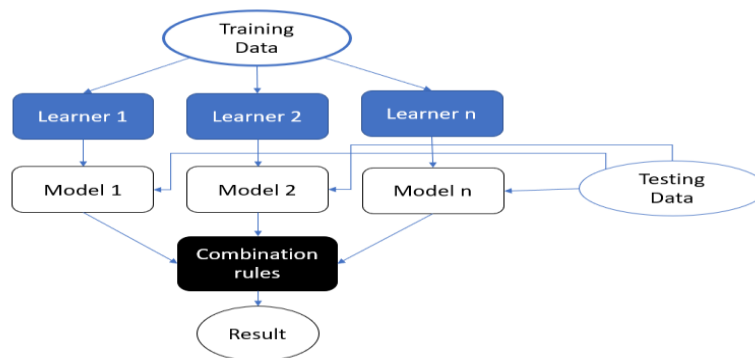 Training
Data
Learner 1
Learner 2
Learner n
Model 1
Model 2
Model n
Testing
Data
Combination
rules
Result